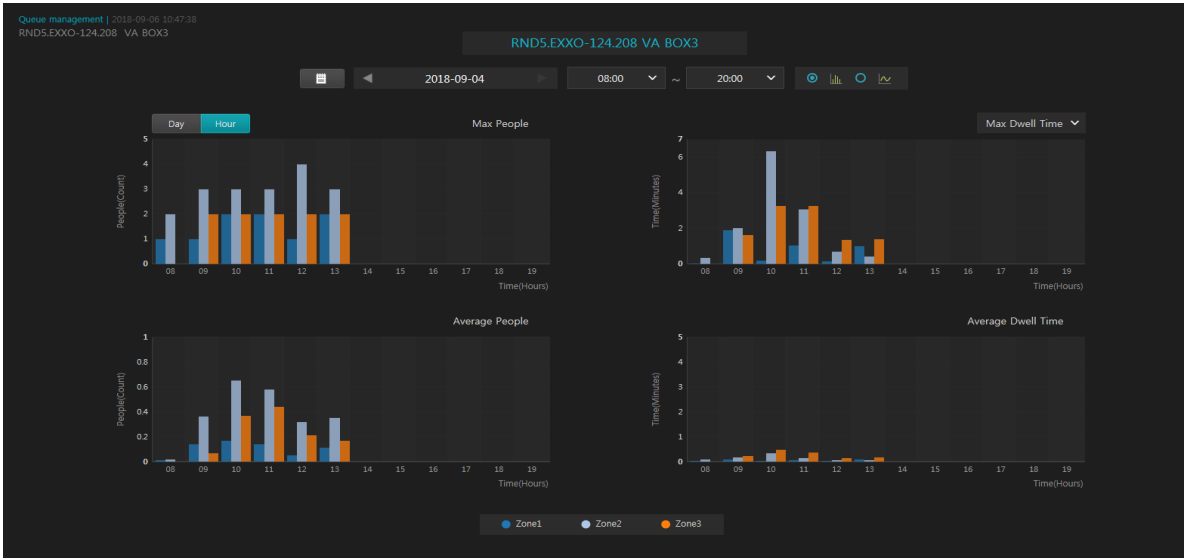 Queue management | 2018-09-06 10:47:38
RND5.EXXO-124.208 VA BOX3
RND5.EXXO-124.208 VA BOX3
2018-09-04
08:00 ~ 20:00
Day Hour
Max People
People(Count)
5
4
3
2
1
0
08 09 10 11 12 13 14 15 16 17 18 19
Time(Hours)
Max Dwell Time
Time(Minutes)
7
6
4
2
0
08 09 10 11 12 13 14 15 16 17 18 19
Time(Hours)
Average People
People(Count)
1
0.8
0.6
0.4
0.2
0
08 09 10 11 12 13 14 15 16 17 18 19
Time(Hours)
Average Dwell Time
Time(Minutes)
5
4
3
2
1
0
08 09 10 11 12 13 14 15 16 17 18 19
Time(Hours)
Zone1 Zone2 Zone3